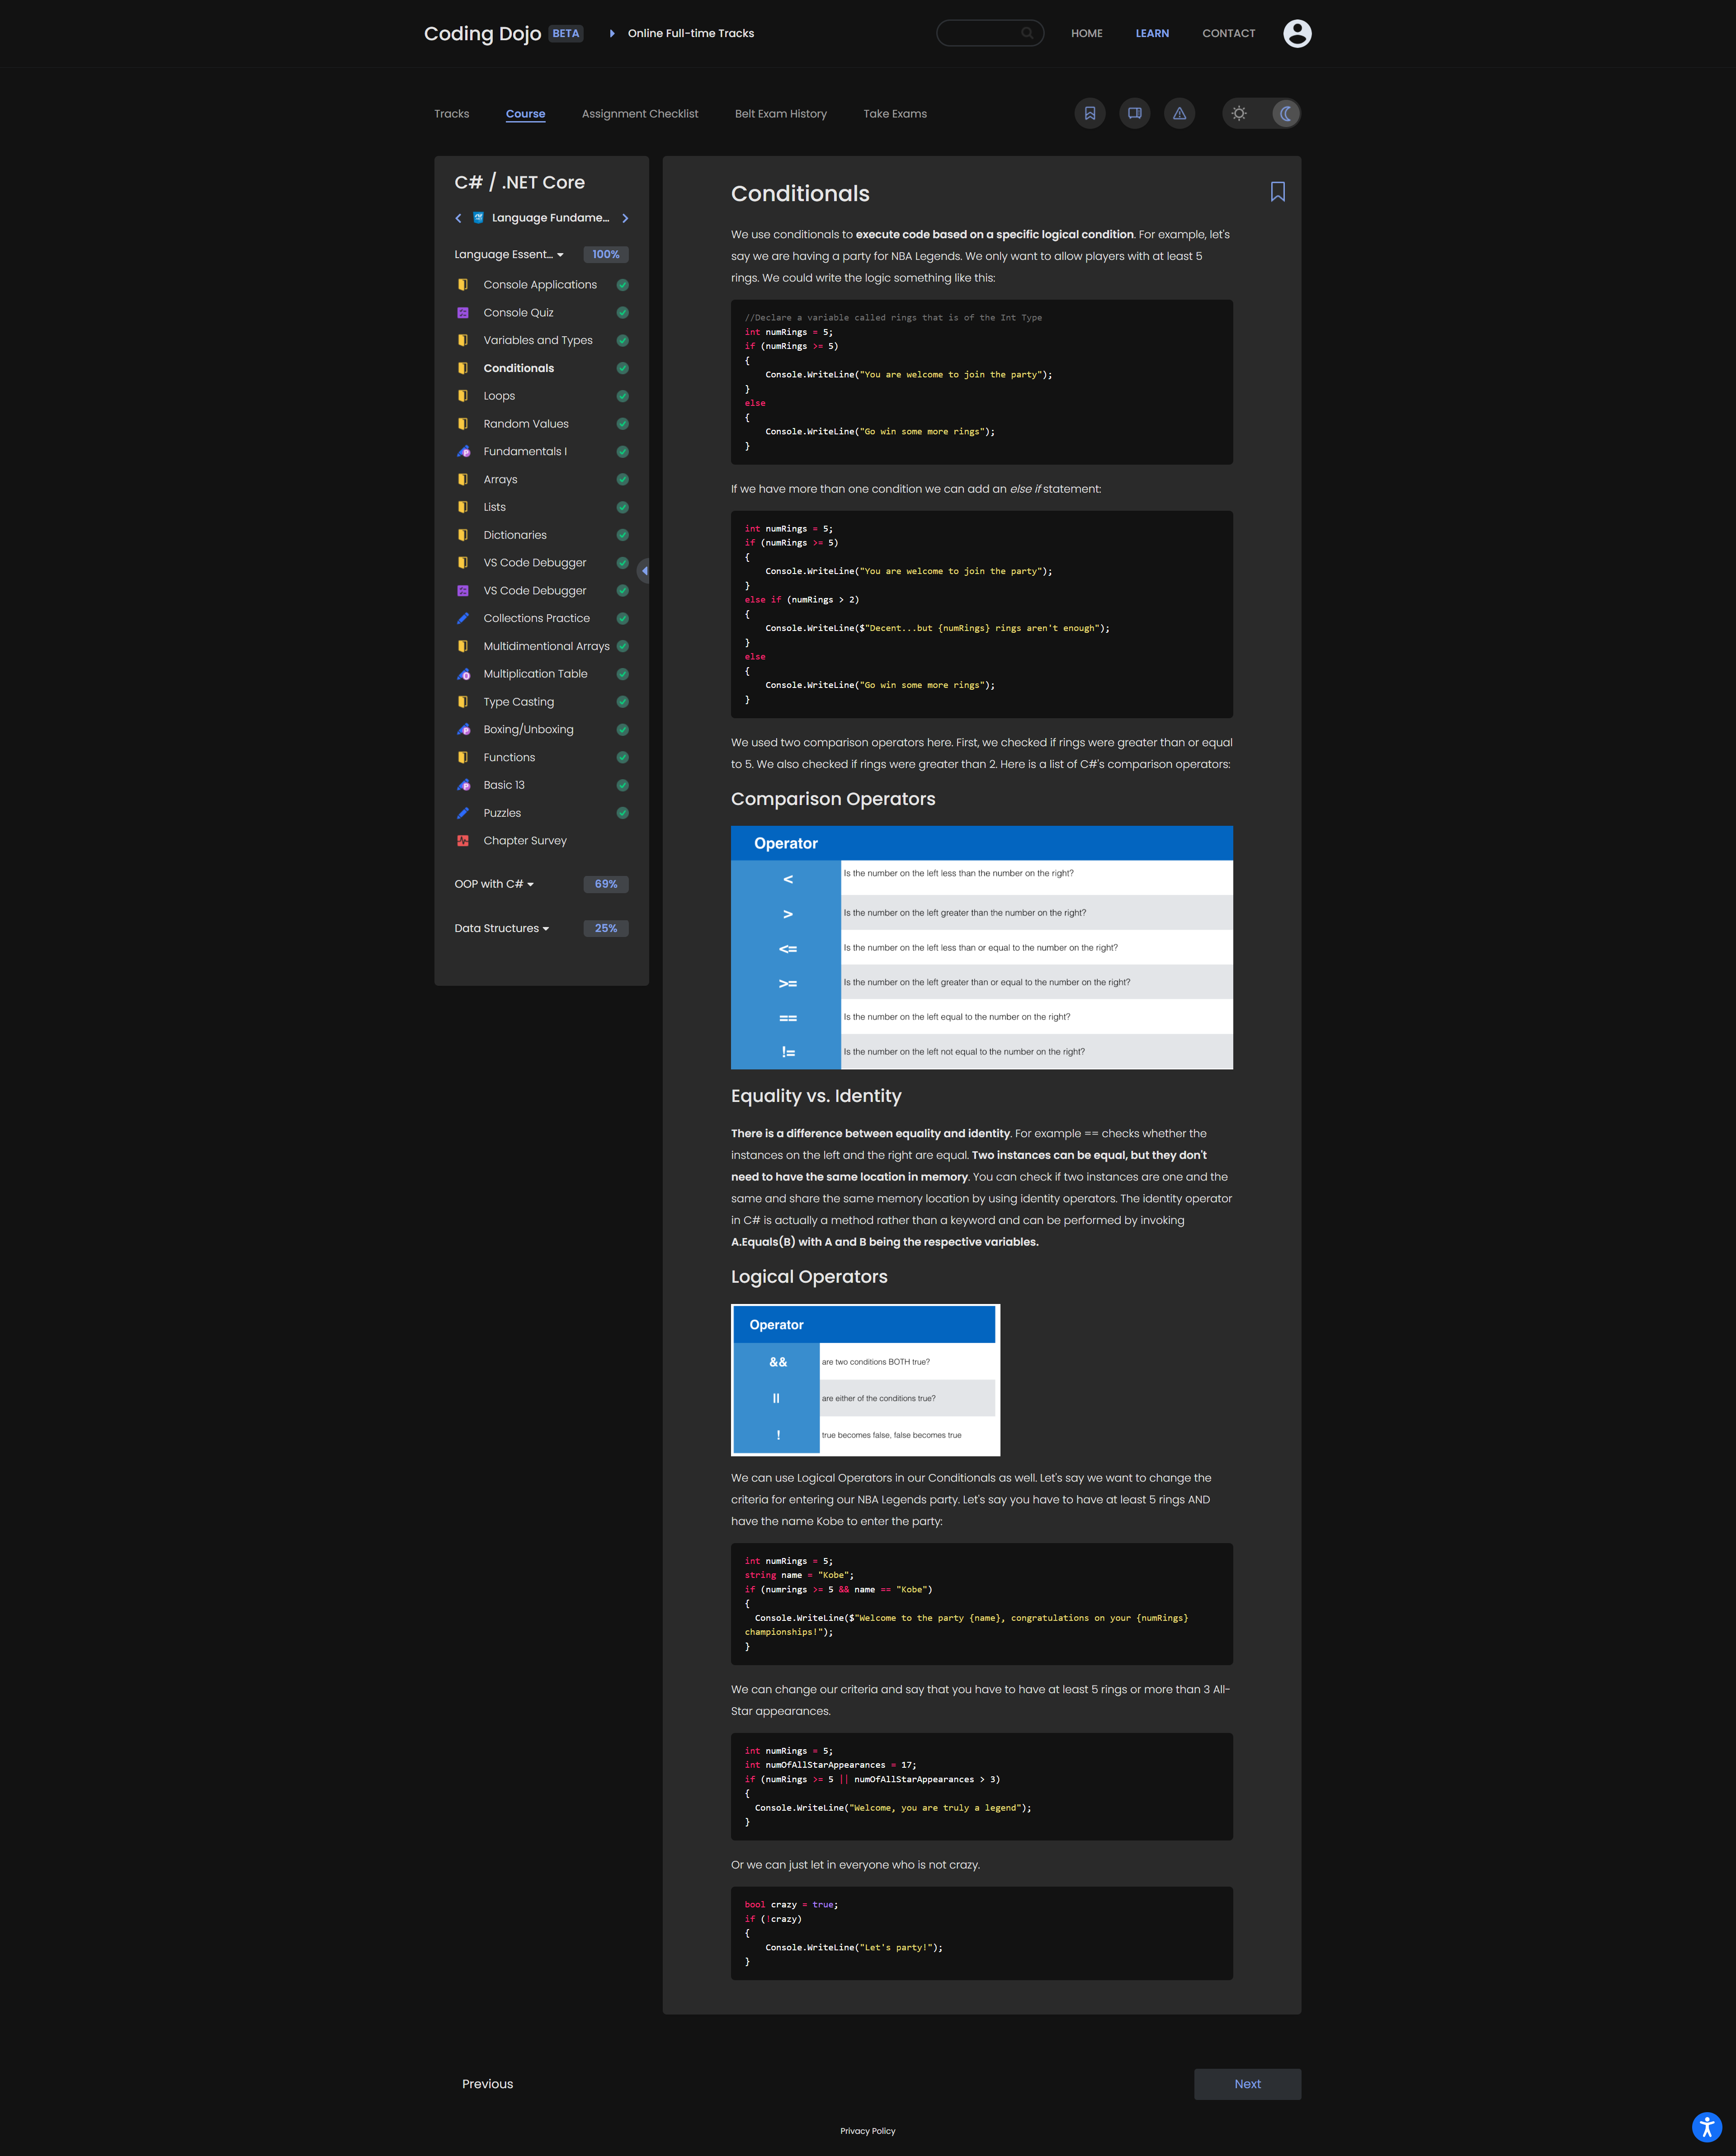 Coding Dojo BETA Online Full-time Tracks HOME LEARN CONTACT
Tracks Course Assignment Checklist Belt Exam History Take Exams
C# / .NET Core
Language Fundame...
Language Essent... 100%
Console Applications
Console Quiz
Variables and Types
Conditionals
Loops
Random Values
Fundamentals I
Arrays
Lists
Dictionaries
VS Code Debugger
VS Code Debugger
Collections Practice
Multidimentional Arrays
Multiplication Table
Type Casting
Boxing/Unboxing
Functions
Basic 13
Puzzles
Chapter Survey
OOP with C# 69%
Data Structures 25%
Conditionals
We use conditionals to execute code based on a specific logical condition. For example, let's
say we are having a party for NBA Legends. We only want to allow players with at least 5
rings. We could write the logic something like this:
//Declare a variable called rings that is of the Int Type
int numRings = 5;
if (numRings >= 5)
{
    Console.WriteLine("You are welcome to join the party");
}
else
{
    Console.WriteLine("Go win some more rings");
}
If we have more than one condition we can add an else if statement:
int numRings = 5;
if (numRings >= 5)
{
    Console.WriteLine("You are welcome to join the party");
}
else if (numRings > 2)
{
    Console.WriteLine($"Decent...but {numRings} rings aren't enough");
}
else
{
    Console.WriteLine("Go win some more rings");
}
We used two comparison operators here. First, we checked if rings were greater than or equal
to 5. We also checked if rings were greater than 2. Here is a list of C#'s comparison operators:
Comparison Operators
Operator
< Is the number on the left less than the number on the right?
> Is the number on the left greater than the number on the right?
<= Is the number on the left less than or equal to the number on the right?
>= Is the number on the left greater than or equal to the number on the right?
== Is the number on the left equal to the number on the right?
!= Is the number on the left not equal to the number on the right?
Equality vs. Identity
There is a difference between equality and identity. For example == checks whether the
instances on the left and the right are equal. Two instances can be equal, but they don't
need to have the same location in memory. You can check if two instances are one and the
same and share the same memory location by using identity operators. The identity operator
in C# is actually a method rather than a keyword and can be performed by invoking
A.Equals(B) with A and B being the respective variables.
Logical Operators
Operator
&& are two conditions BOTH true?
|| are either of the conditions true?
! true becomes false, false becomes true
We can use Logical Operators in our Conditionals as well. Let's say we want to change the
criteria for entering our NBA Legends party. Let's say you have to have at least 5 rings AND
have the name Kobe to enter the party:
int numRings = 5;
string name = "Kobe";
if (numrings >= 5 && name == "Kobe")
{
  Console.WriteLine($"Welcome to the party {name}, congratulations on your {numRings}
championships!");
}
We can change our criteria and say that you have to have at least 5 rings or more than 3 All-
Star appearances.
int numRings = 5;
int numOfAllStarAppearances = 17;
if (numRings >= 5 || numOfAllStarAppearances > 3)
{
  Console.WriteLine("Welcome, you are truly a legend");
}
Or we can just let in everyone who is not crazy.
bool crazy = true;
if (!crazy)
{
    Console.WriteLine("Let's party!");
}
Previous Next
Privacy Policy